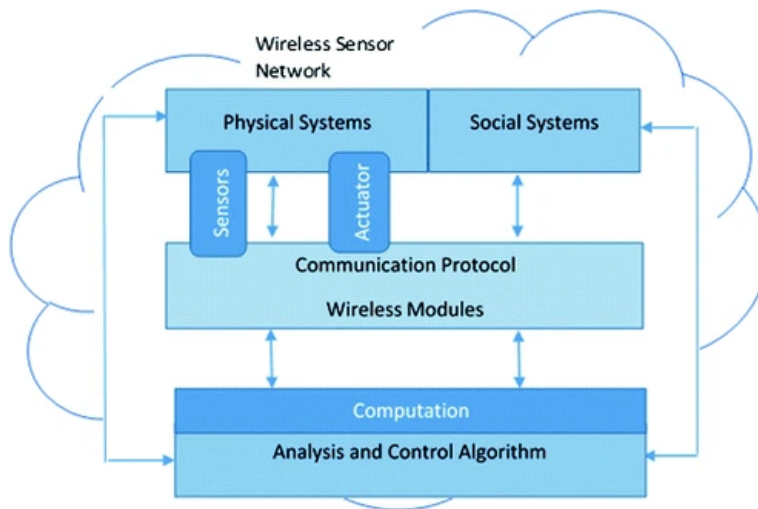 Wireless Sensor
Network
Physical Systems
Social Systems
Sensors
Actuator
Communication Protocol
Wireless Modules
Computation
Analysis and Control Algorithm